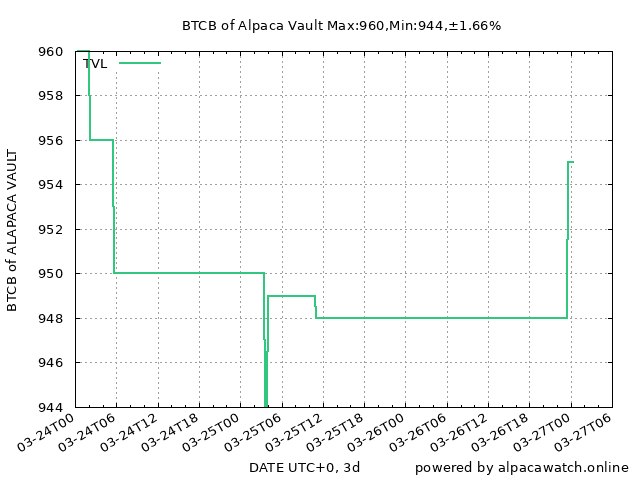 BTCB of Alpaca Vault Max:960,Min:944,±1.66%
TVL
BTCB of ALAPACA VAULT
960
958
956
954
952
950
948
946
944
03-24T00
03-24T06
03-24T12
03-24T18
03-25T00
03-25T06
03-25T12
03-25T18
03-26T00
03-26T06
03-26T12
03-26T18
03-27T00
03-27T06
DATE UTC+0, 3d
powered by alpacawatch.online